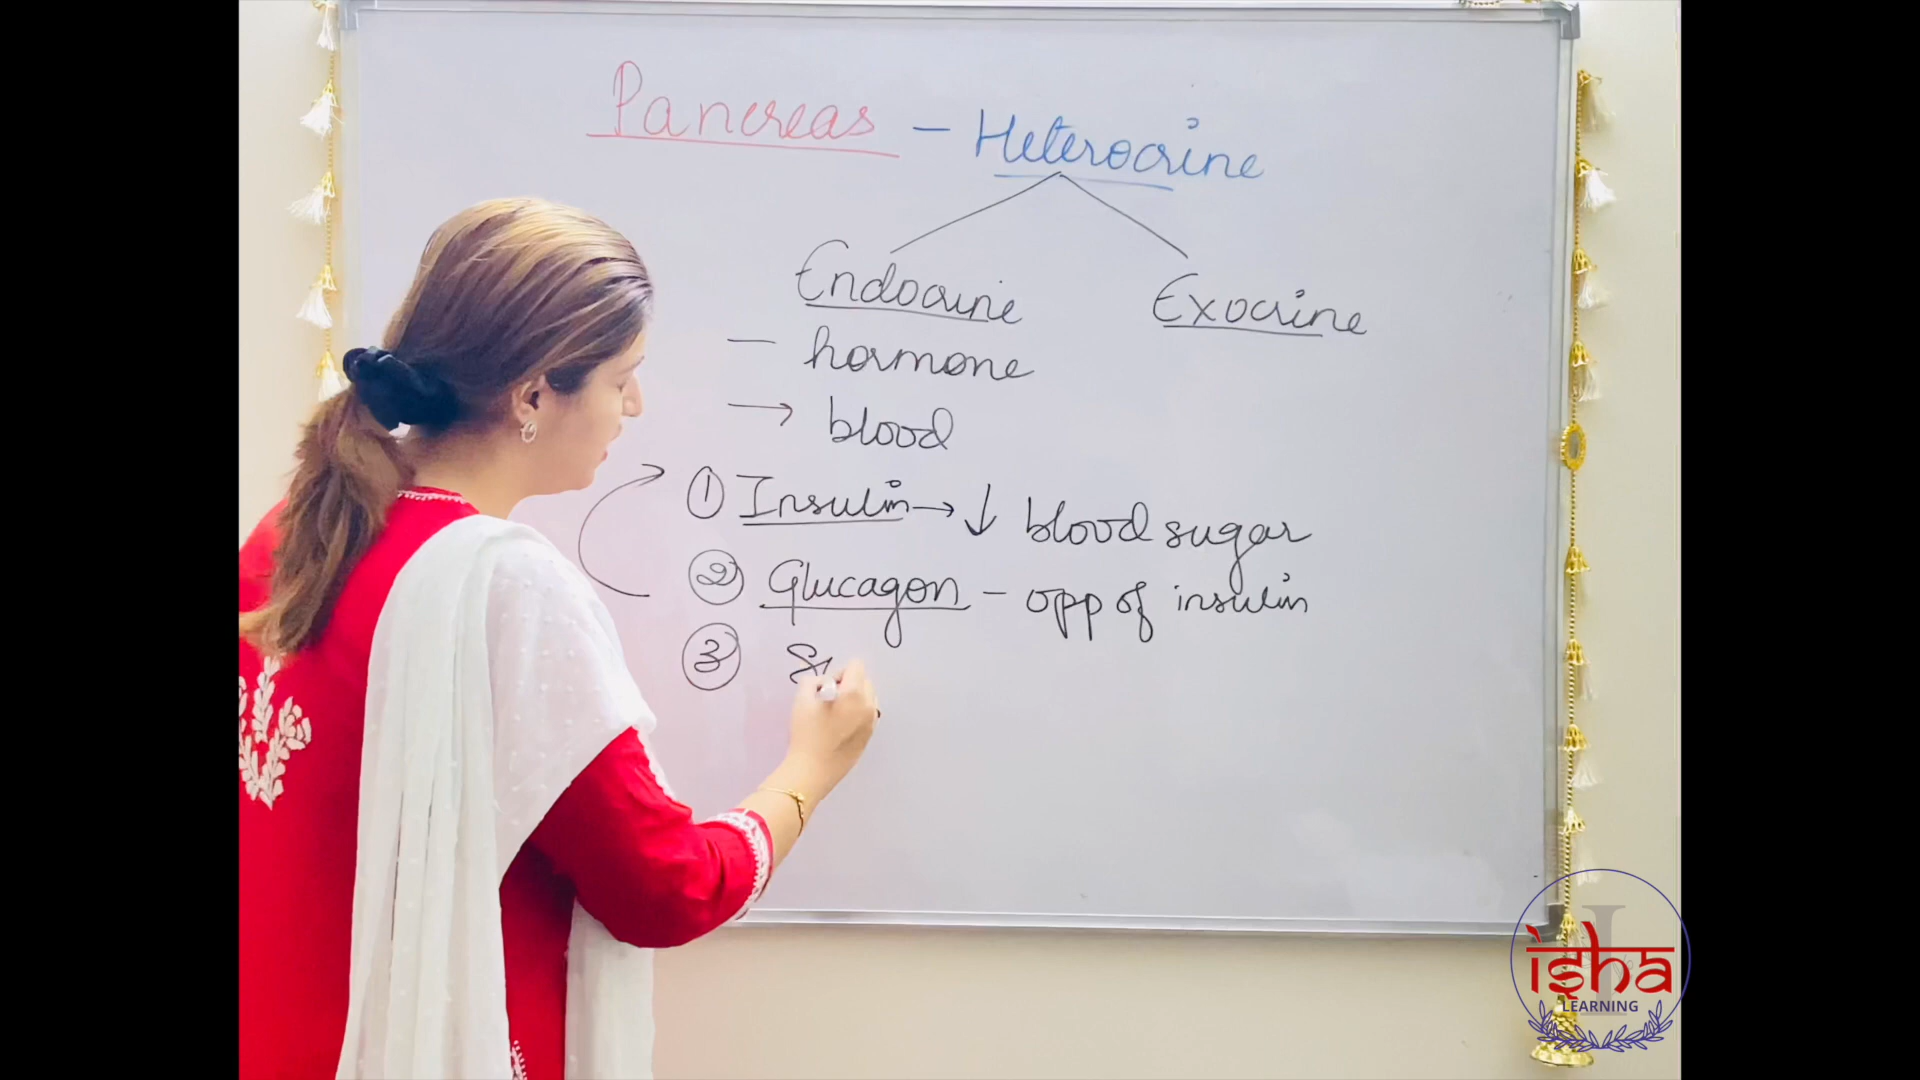 Pancreas - Heterocrine
Endocrine Exocrine
- hormone
→ blood
① Insulin → ↓ blood sugar
② Glucagon - opp of insulin
③ S
isha
LEARNING